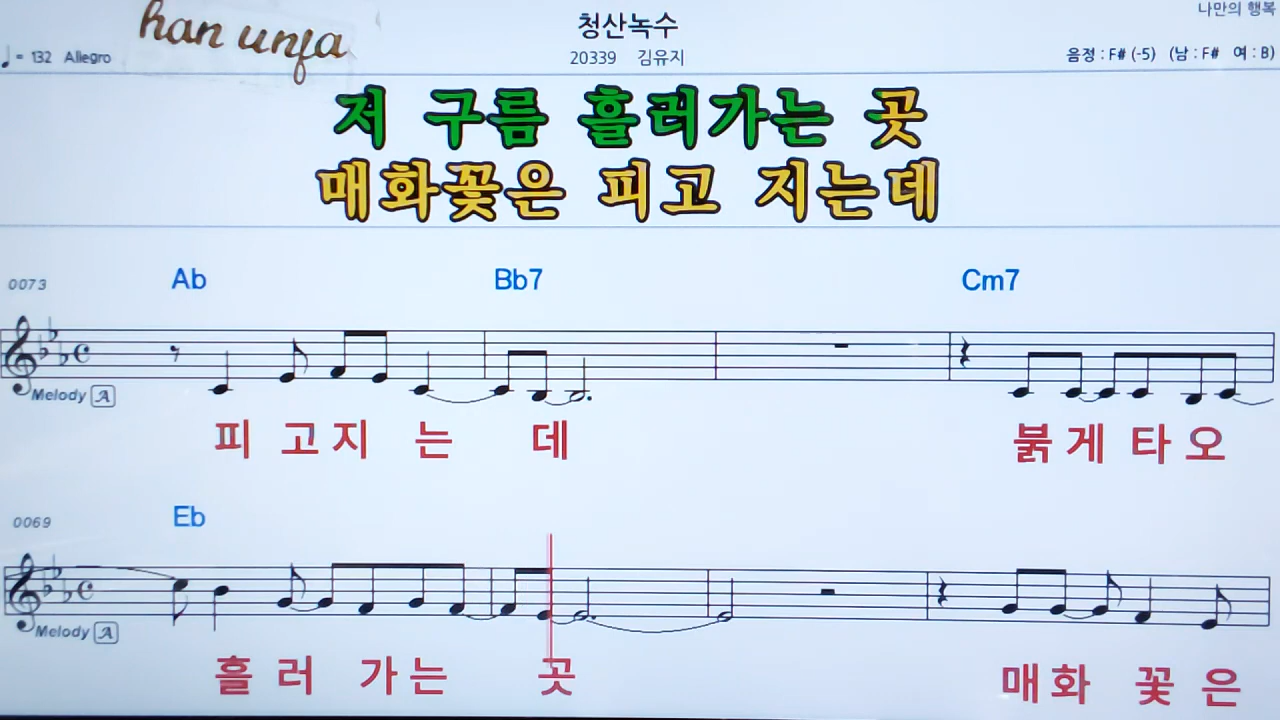 han unja
청산녹수
나만의 행복
♩= 132 Allegro
20339 김유지
음정 : F# (-5) (남 : F# 여 : B)
저 구름 흘러가는 곳
매화꽃은 피고 지는데
0073 Ab Bb7 Cm7
Melody A
피 고 지 는 데 붉 게 타 오
0069 Eb
Melody A
흘 러 가 는 곳 매 화 꽃 은